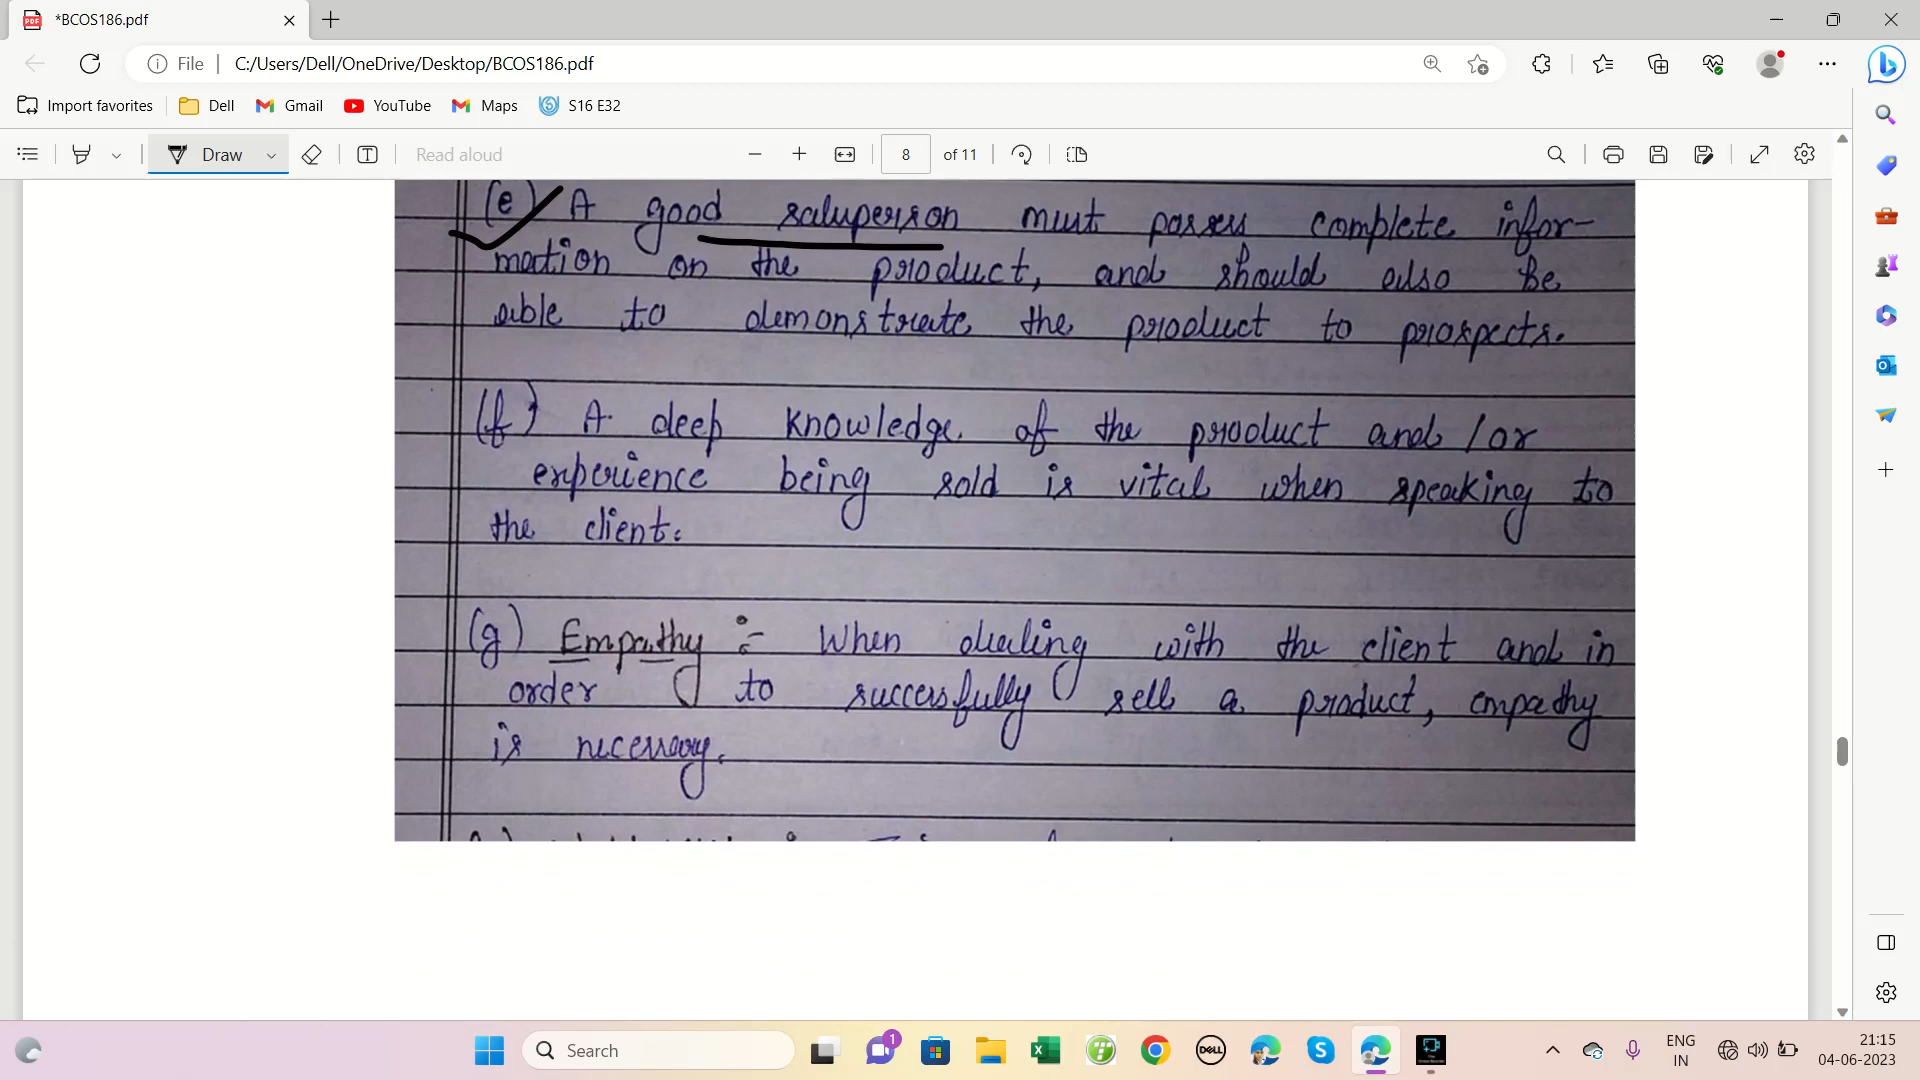 *BCOS186.pdf
File
C:/Users/Dell/OneDrive/Desktop/BCOS186.pdf
Import favorites
Dell
Gmail
YouTube
Maps
S16 E32
Draw
Read aloud
8
of 11
(e) A good salesperson must possess complete infor-
mation on the product, and should also be
able to demonstrate the product to prospects.
(f) A deep knowledge of the product and / or
experience being sold is vital when speaking to
the client.
(g) Empathy :- When dealing with the client and in
order to successfully sell a product, empathy
is necessary.
1
Search
DELL
ENG
IN
21:15
04-06-2023